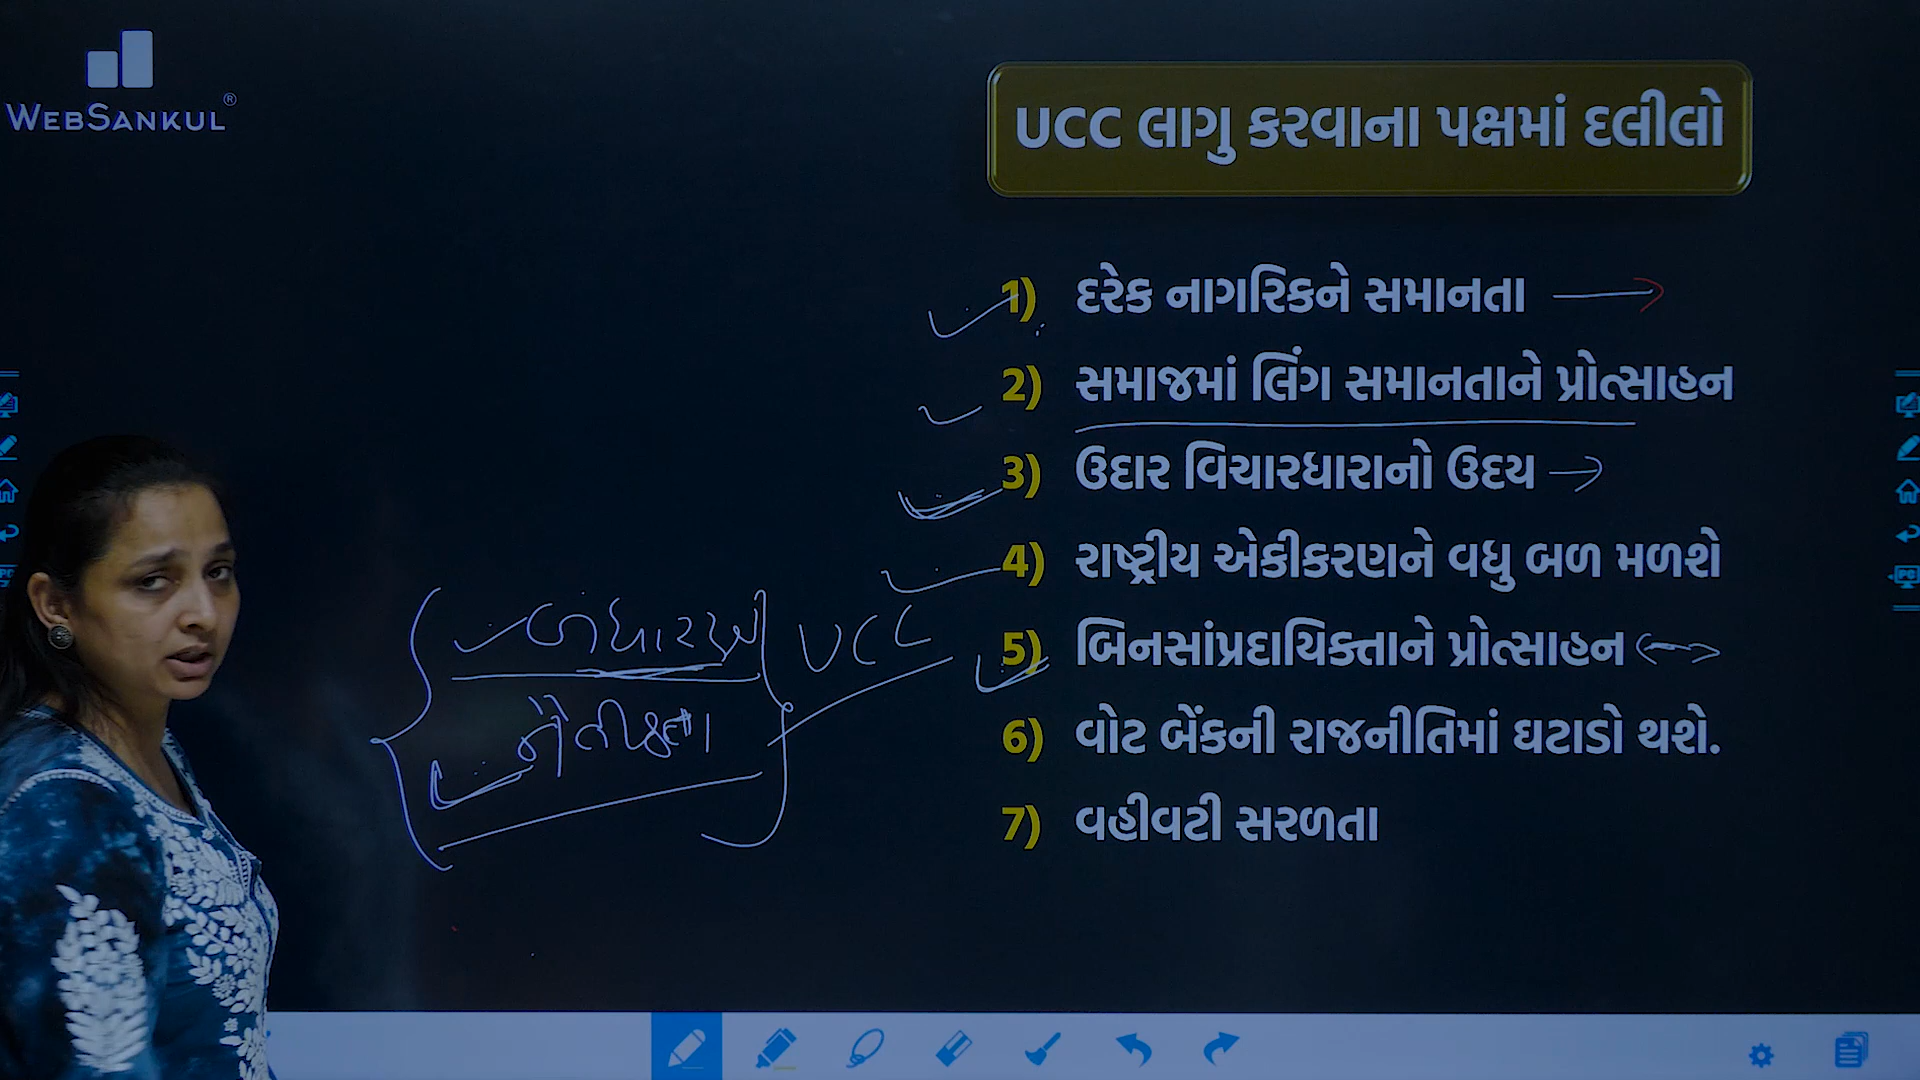 WEBSANKUL®
UCC લાગુ કરવાના પક્ષમાં દલીલો
1) દરેક નાગરિકને સમાનતા
2) સમાજમાં લિંગ સમાનતાને પ્રોત્સાહન
3) ઉદાર વિચારધારાનો ઉદય
4) રાષ્ટ્રીય એકીકરણને વધુ બળ મળશે
5) બિનસાંપ્રદાયિક્તાને પ્રોત્સાહન
6) વોટ બેંકની રાજનીતિમાં ઘટાડો થશે.
7) વહીવટી સરળતા
બંધારણ UCC
નૈતીકતા